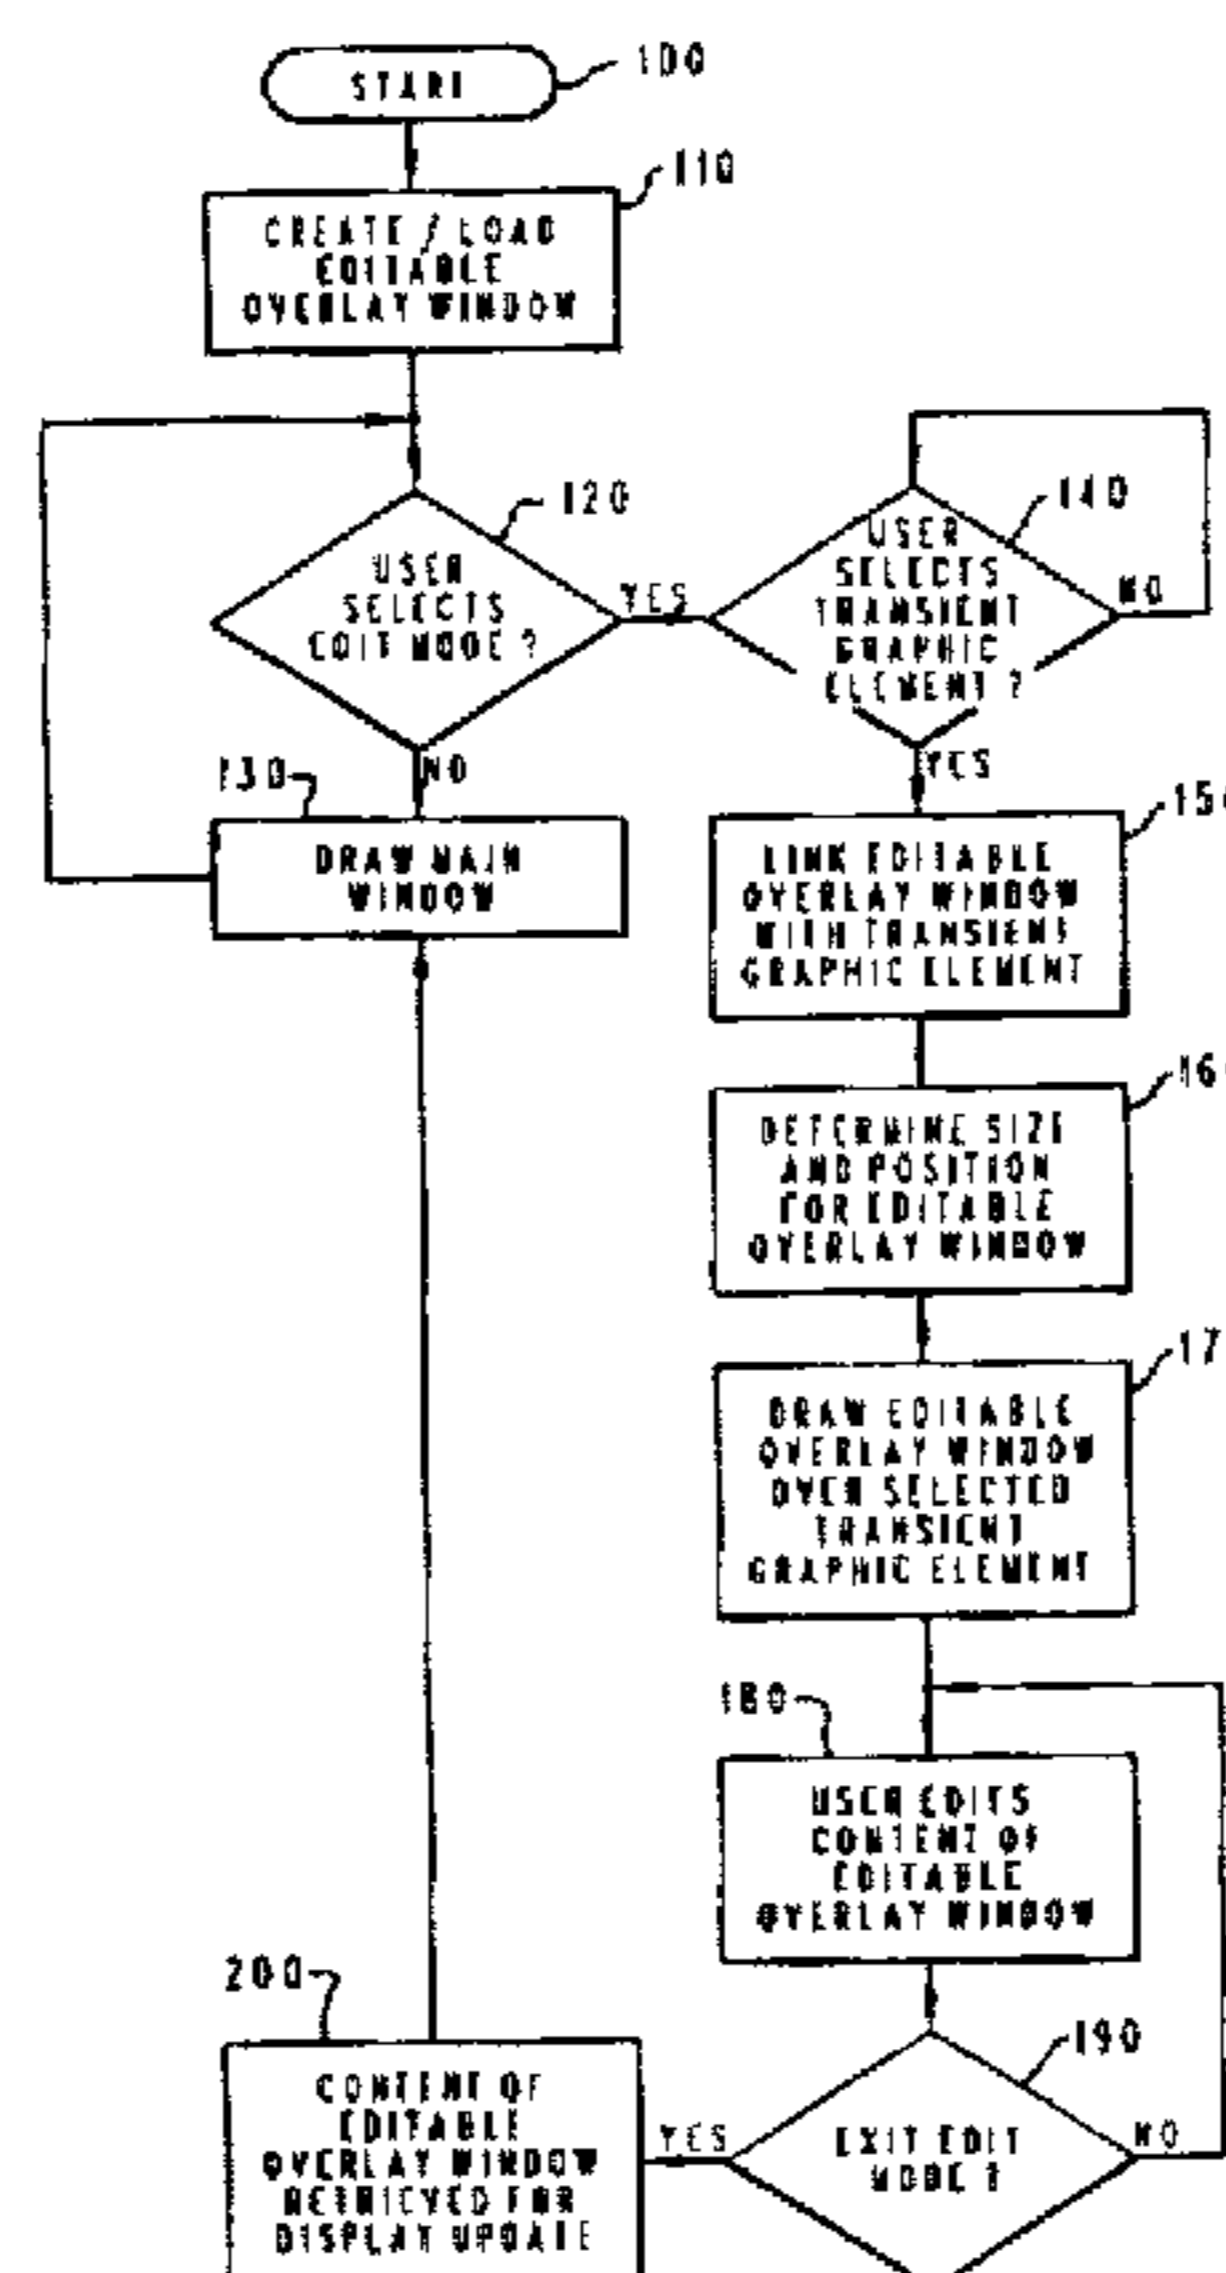 START
100
110
CREATE / LOAD
EDITABLE
OVERLAY WINDOW
120
USER
SELECTS
EDIT MODE ?
YES
NO
140
USER
SELECTS
TRANSIENT
GRAPHIC
ELEMENT ?
NO
YES
130
DRAW MAIN
WINDOW
15
LINK EDITABLE
OVERLAY WINDOW
WITH TRANSIENT
GRAPHIC ELEMENT
16
DETERMINE SIZE
AND POSITION
FOR EDITABLE
OVERLAY WINDOW
17
DRAW EDITABLE
OVERLAY WINDOW
OVER SELECTED
TRANSIENT
GRAPHIC ELEMENT
180
USER EDITS
CONTENT OF
EDITABLE
OVERLAY WINDOW
190
EXIT EDIT
MODE ?
NO
YES
200
CONTENT OF
EDITABLE
OVERLAY WINDOW
RETRIEVED FOR
DISPLAY UPDATE